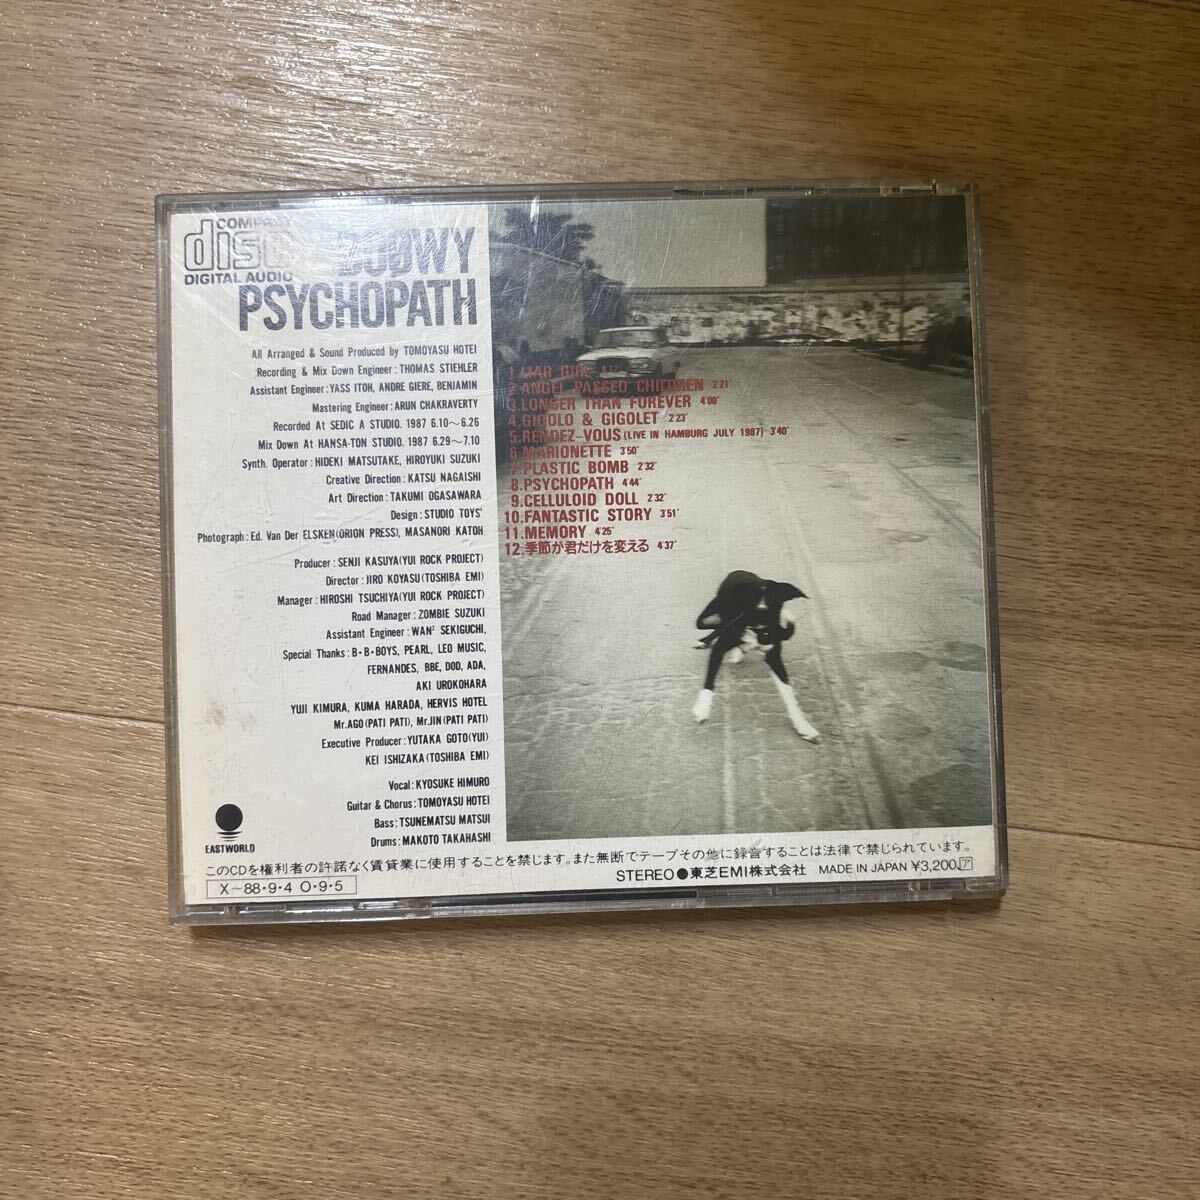 COMPACT
disc
DIGITAL AUDIO
BOØWY
PSYCHOPATH
All Arranged & Sound Produced by TOMOYASU HOTEI
Recording & Mix Down Engineer:THOMAS STIEHLER
Assistant Engineer:YASS ITOH, ANDRE GIERE, BENJAMIN
Mastering Engineer:ARUN CHAKRAVERTY
Recorded At SEDIC A STUDIO. 1987 6.10〜6.26
Mix Down At HANSA-TON STUDIO. 1987 6.29〜7.10
Synth. Operator:HIDEKI MATSUTAKE, HIROYUKI SUZUKI
Creative Direction:KATSU NAGAISHI
Art Direction:TAKUMI OGASAWARA
Design:STUDIO TOYS'
Photograph:Ed. Van Der ELSKEN(ORION PRESS), MASANORI KATOH
Producer:SENJI KASUYA(YUI ROCK PROJECT)
Director:JIRO KOYASU(TOSHIBA EMI)
Manager:HIROSHI TSUCHIYA(YUI ROCK PROJECT)
Road Manager:ZOMBIE SUZUKI
Assistant Engineer:WAN² SEKIGUCHI,
Special Thanks:B・B・BOYS, PEARL, LEO MUSIC,
FERNANDES, BBE, DOD, ADA,
AKI UROKOHARA
YUJI KIMURA, KUMA HARADA, HERVIS HOTEL
Mr.AGO(PATI PATI), Mr.JIN(PATI PATI)
Executive Producer:YUTAKA GOTO(YUI)
KEI ISHIZAKA(TOSHIBA EMI)
Vocal:KYOSUKE HIMURO
Guitar & Chorus:TOMOYASU HOTEI
Bass:TSUNEMATSU MATSUI
Drums:MAKOTO TAKAHASHI
EASTWORLD
1.LIAR GIRL
2.ANGEL PASSED CHILDREN 2'21"
3.LONGER THAN FOREVER 4'09"
4.GIGOLO & GIGOLET 2'23"
5.RENDEZ-VOUS (LIVE IN HAMBURG JULY 1987) 3'40"
6.MARIONETTE 3'50"
7.PLASTIC BOMB 2'32"
8.PSYCHOPATH 4'44"
9.CELLULOID DOLL 2'32"
10.FANTASTIC STORY 3'51"
11.MEMORY 4'25"
12.季節が君だけを変える 4'37"
このCDを権利者の許諾なく賃貸業に使用することを禁じます。また無断でテープその他に録音することは法律で禁じられています。
X〜88・9・4 O・9・5
STEREO●東芝EMI株式会社 MADE IN JAPAN ¥3,200. ア